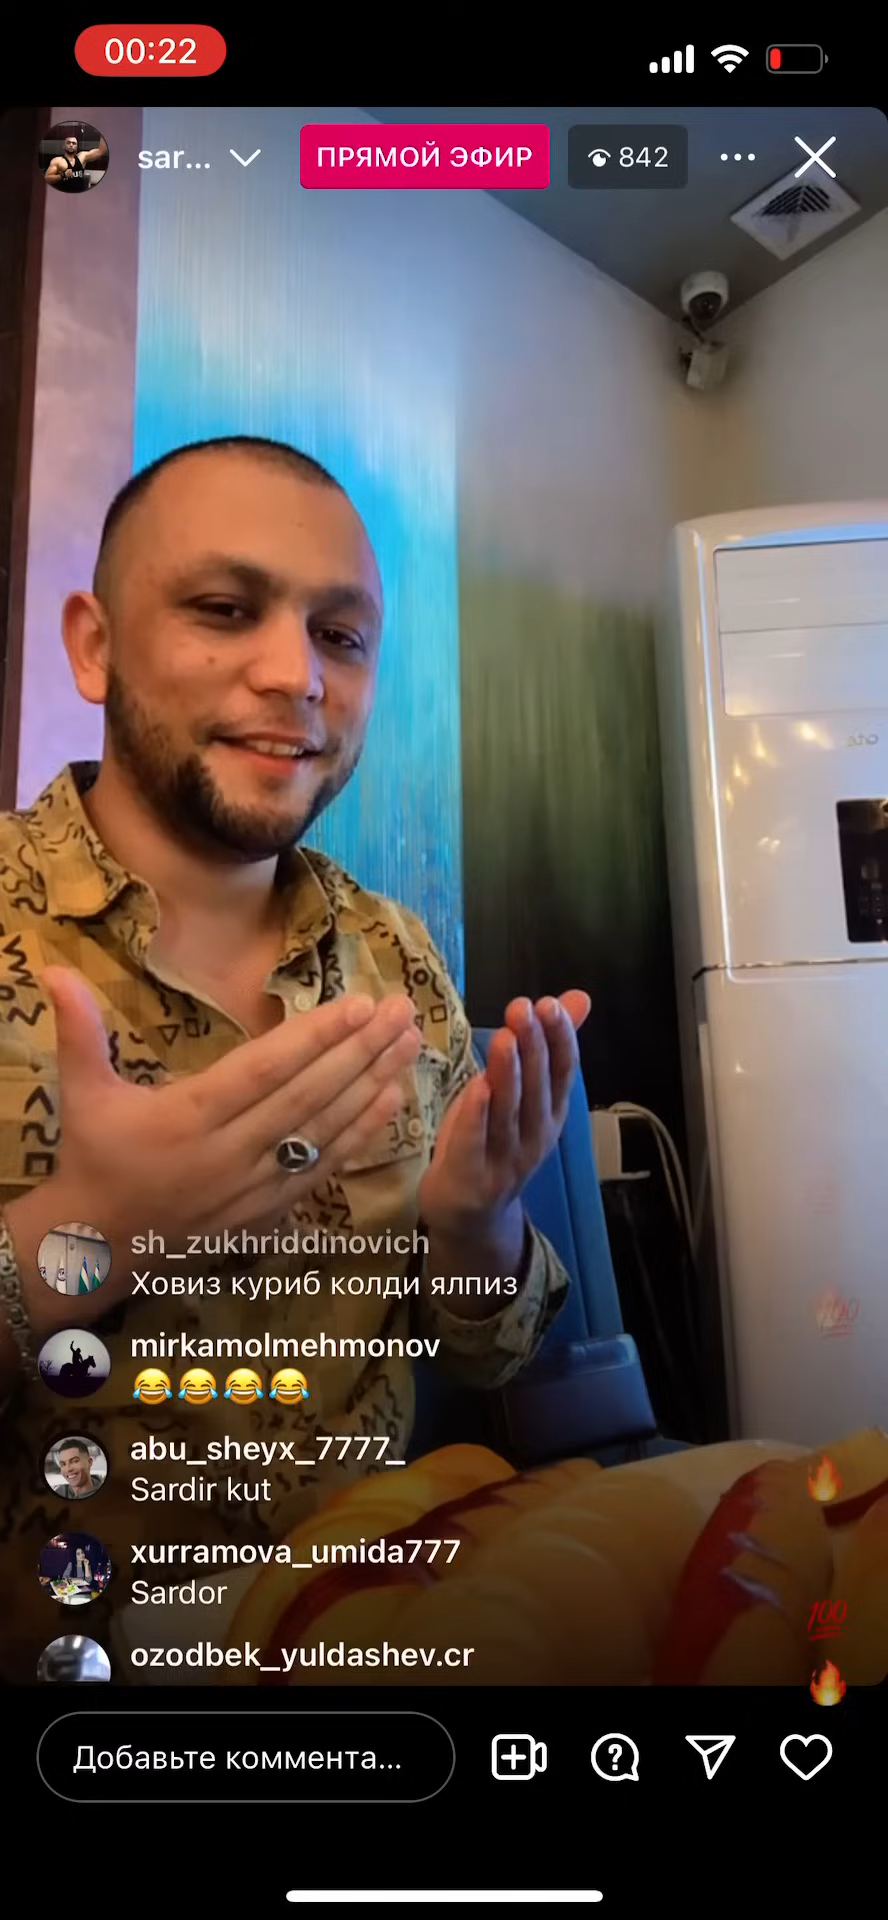 00:22
sar...
ПРЯМОЙ ЭФИР
842
sh_zukhriddinovich
Ховиз куриб колди ялпиз
mirkamolmehmonov
😂😂😂😂
abu_sheyx_7777_
Sardir kut
xurramova_umida777
Sardor
ozodbek_yuldashev.cr
Добавьте коммента...